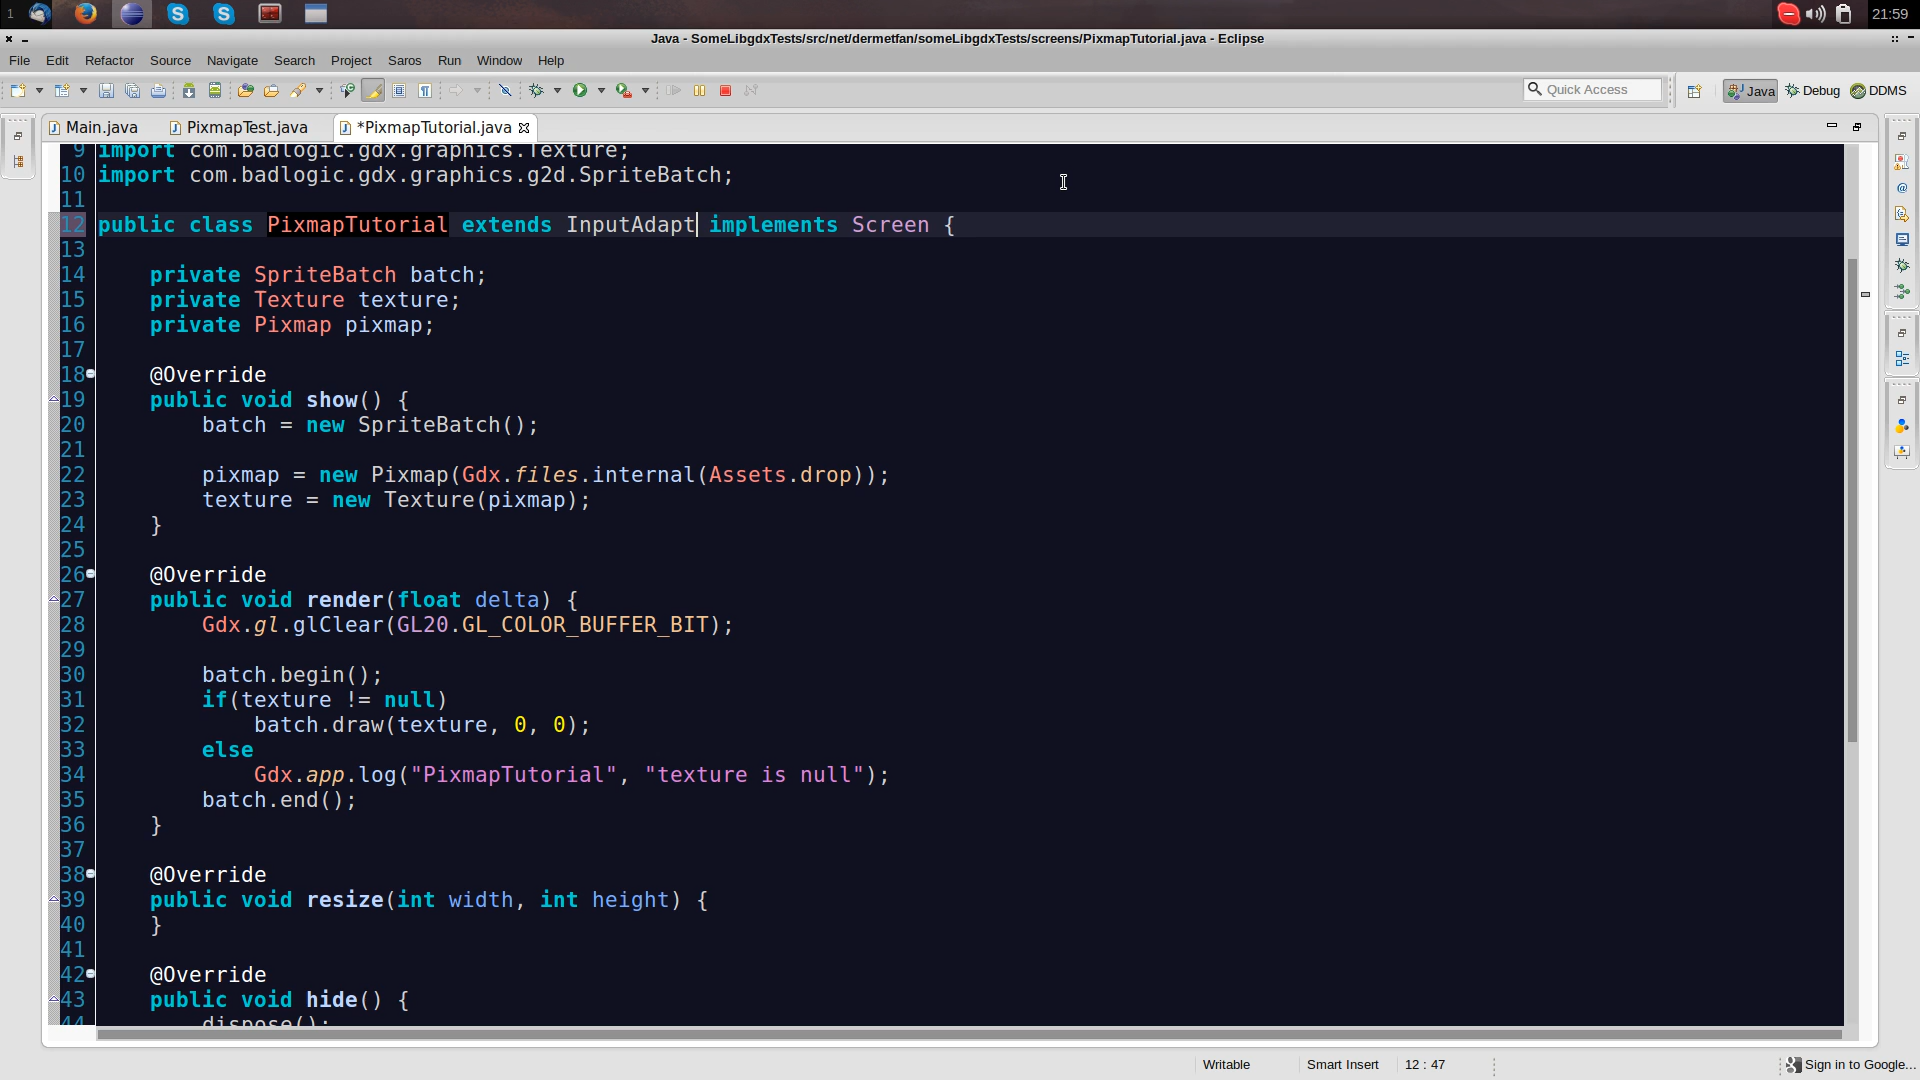 1
21:59
Java - SomeLibgdxTests/src/net/dermetfan/someLibgdxTests/screens/PixmapTutorial.java - Eclipse
File Edit Refactor Source Navigate Search Project Saros Run Window Help
Quick Access
Java
Debug
DDMS
Main.java
PixmapTest.java
*PixmapTutorial.java
9 import com.badlogic.gdx.graphics.Texture;
10 import com.badlogic.gdx.graphics.g2d.SpriteBatch;
11
12 public class PixmapTutorial extends InputAdapt implements Screen {
13
14 private SpriteBatch batch;
15 private Texture texture;
16 private Pixmap pixmap;
17
18 @Override
19 public void show() {
20 batch = new SpriteBatch();
21
22 pixmap = new Pixmap(Gdx.files.internal(Assets.drop));
23 texture = new Texture(pixmap);
24 }
25
26 @Override
27 public void render(float delta) {
28 Gdx.gl.glClear(GL20.GL_COLOR_BUFFER_BIT);
29
30 batch.begin();
31 if(texture != null)
32 batch.draw(texture, 0, 0);
33 else
34 Gdx.app.log("PixmapTutorial", "texture is null");
35 batch.end();
36 }
37
38 @Override
39 public void resize(int width, int height) {
40 }
41
42 @Override
43 public void hide() {
44 dispose();
Writable
Smart Insert
12 : 47
Sign in to Google...